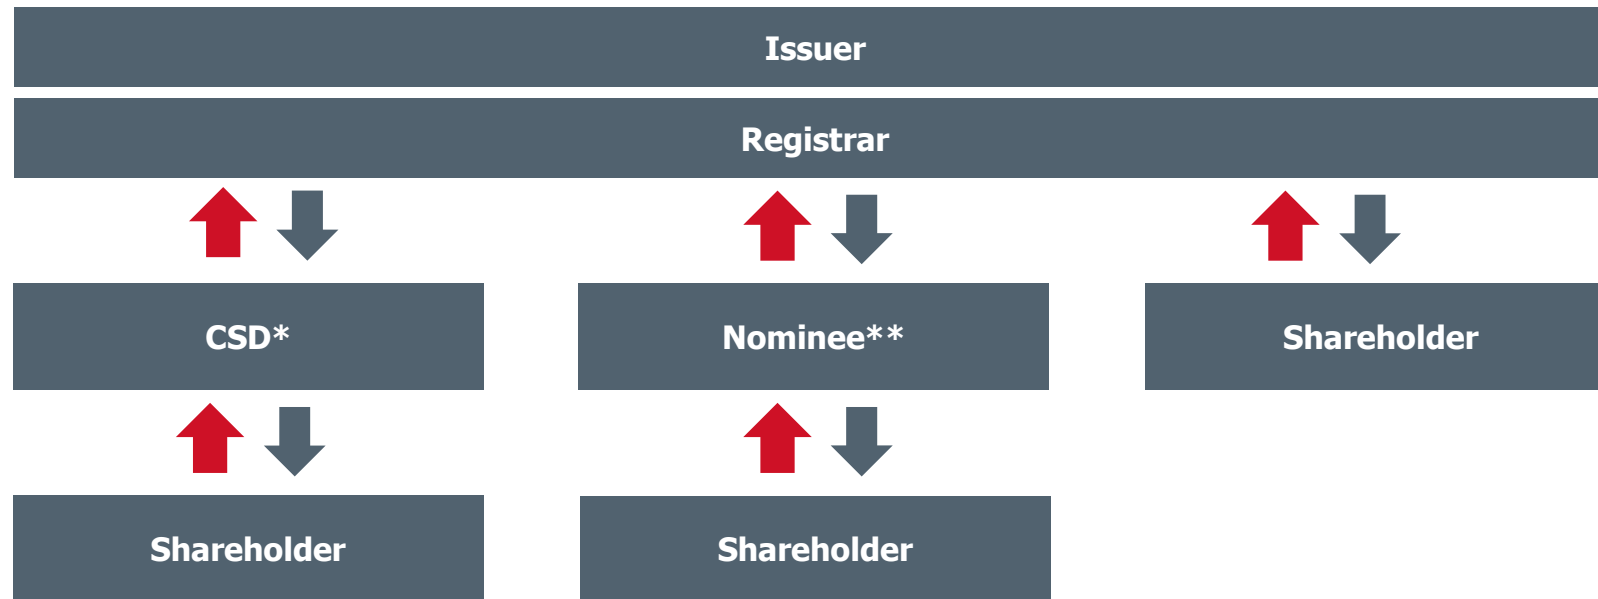 Issuer
Registrar
CSD*
Nominee**
Shareholder
Shareholder
Shareholder